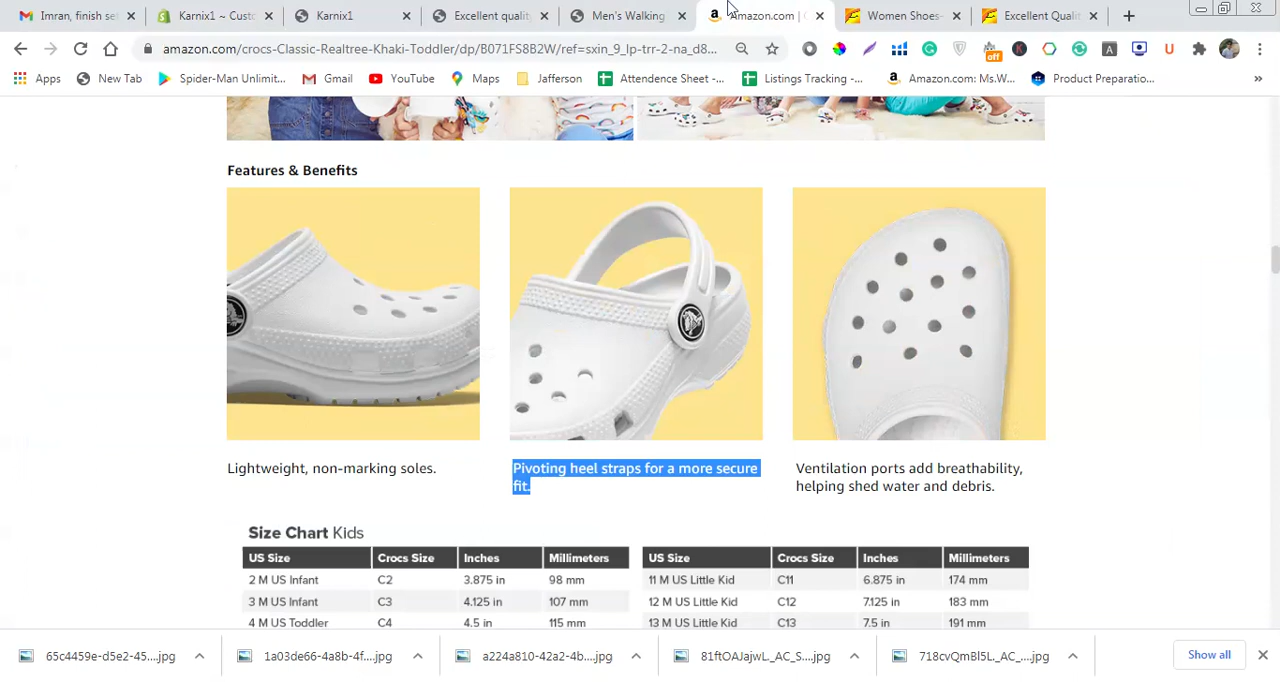 Imran, finish set
Karnix1 ~ Custo
Karnix1
Excellent quality
Men's Walking
Amazon.com | C
Women Shoes-
Excellent Qualit
amazon.com/crocs-Classic-Realtree-Khaki-Toddler/dp/B071FS8B2W/ref=sxin_9_lp-trr-2-na_d8...
Apps
New Tab
Spider-Man Unlimit...
Gmail
YouTube
Maps
Jafferson
Attendence Sheet -...
Listings Tracking -...
Amazon.com: Ms.W...
Product Preparatio...
»
off
Features & Benefits
Lightweight, non-marking soles.
Pivoting heel straps for a more secure
fit.
Ventilation ports add breathability,
helping shed water and debris.
Size Chart Kids
US Size Crocs Size Inches Millimeters
2 M US Infant C2 3.875 in 98 mm
3 M US Infant C3 4.125 in 107 mm
4 M US Toddler C4 4.5 in 115 mm
US Size Crocs Size Inches Millimeters
11 M US Little Kid C11 6.875 in 174 mm
12 M US Little Kid C12 7.125 in 183 mm
13 M US Little Kid C13 7.5 in 191 mm
65c4459e-d5e2-45....jpg
1a03de66-4a8b-4f....jpg
a224a810-42a2-4b....jpg
81ftOAJajwL._AC_S....jpg
718cvQmBl5L._AC_....jpg
Show all